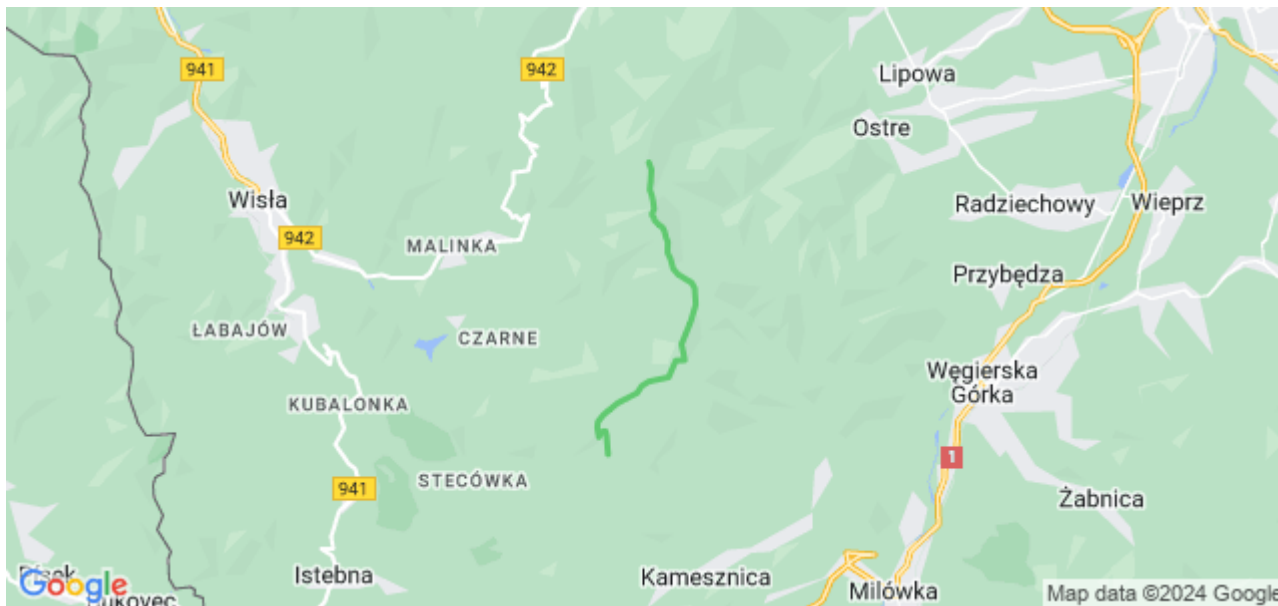 941
942
Lipowa
Ostre
Wisła
Radziechowy
Wieprz
942
MALINKA
Przybędza
ŁABAJÓW
CZARNE
Węgierska
Górka
KUBALONKA
1
STECÓWKA
941
Żabnica
Istebna
Kamesznica
Milówka
Google
Map data ©2024 Google